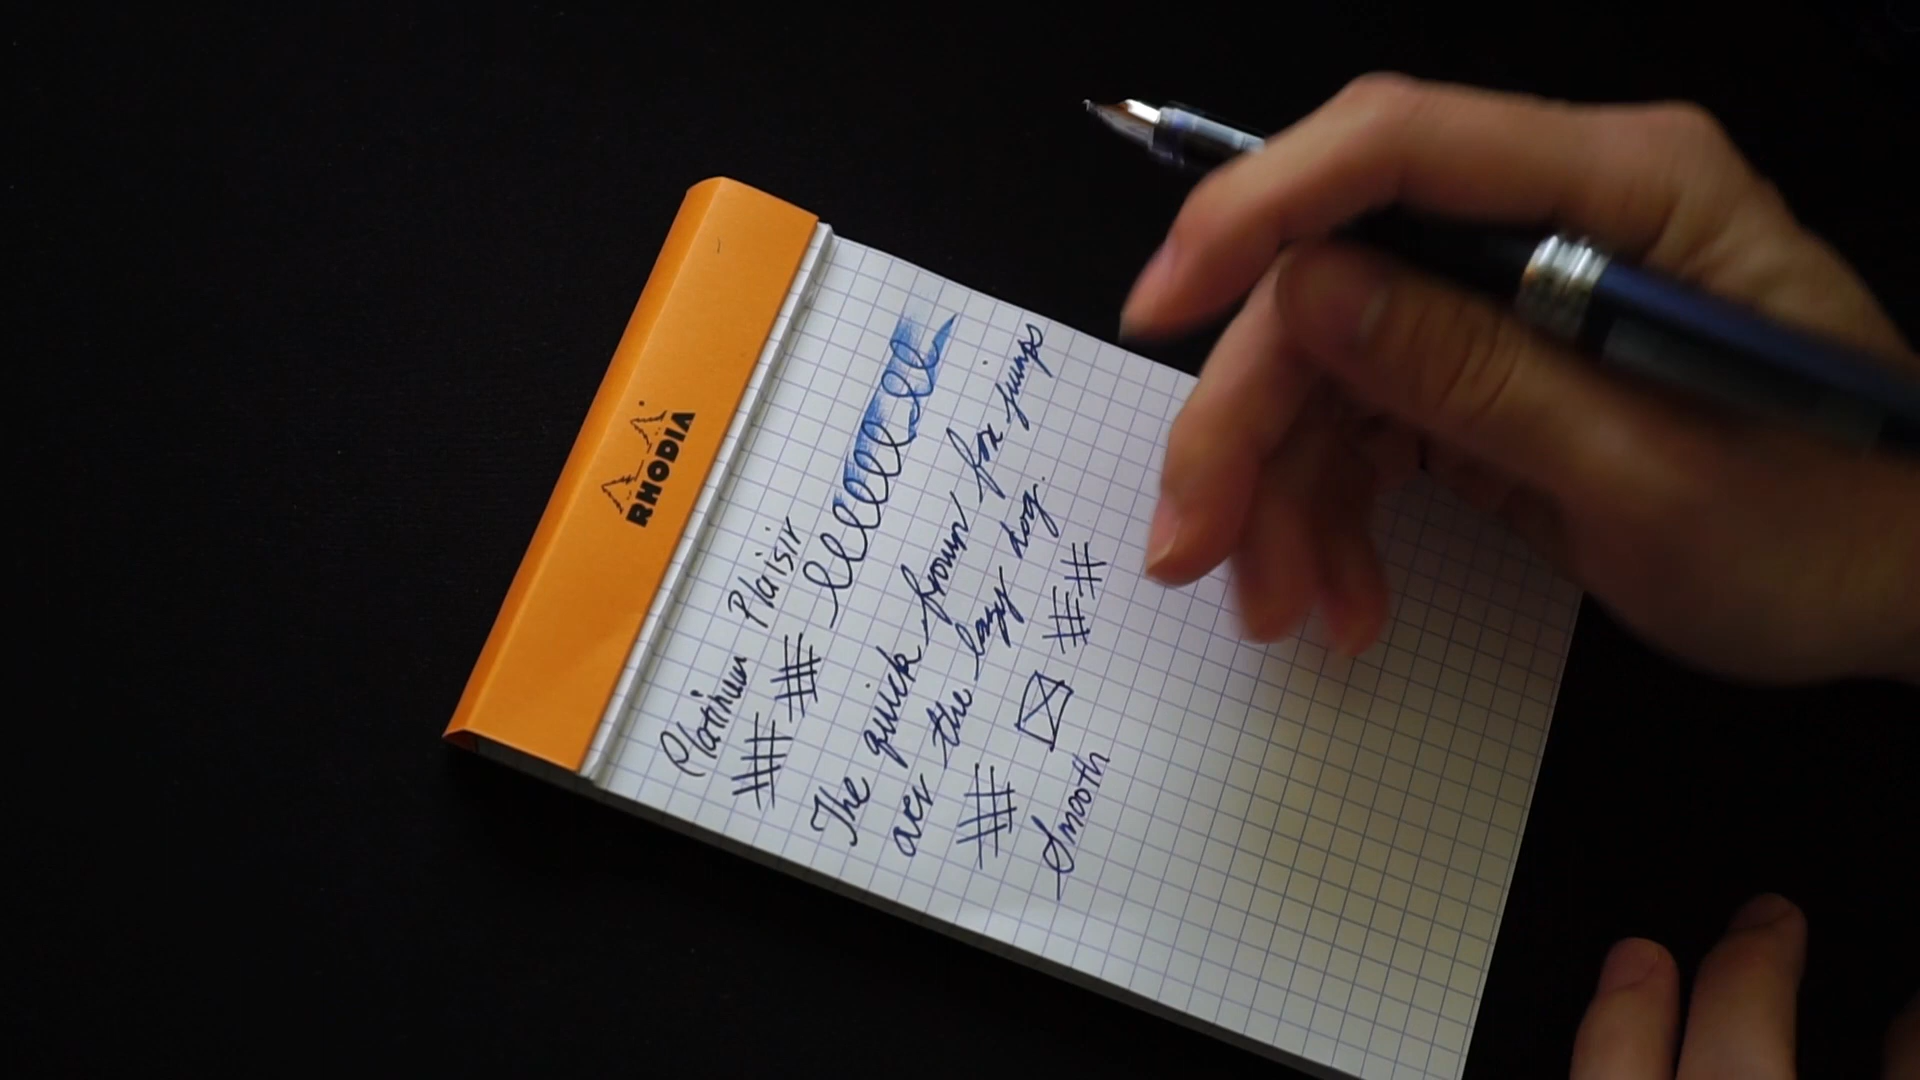 RHODIA
Platinum Plaisir
The quick brown fox jumps
over the lazy dog.
Smooth